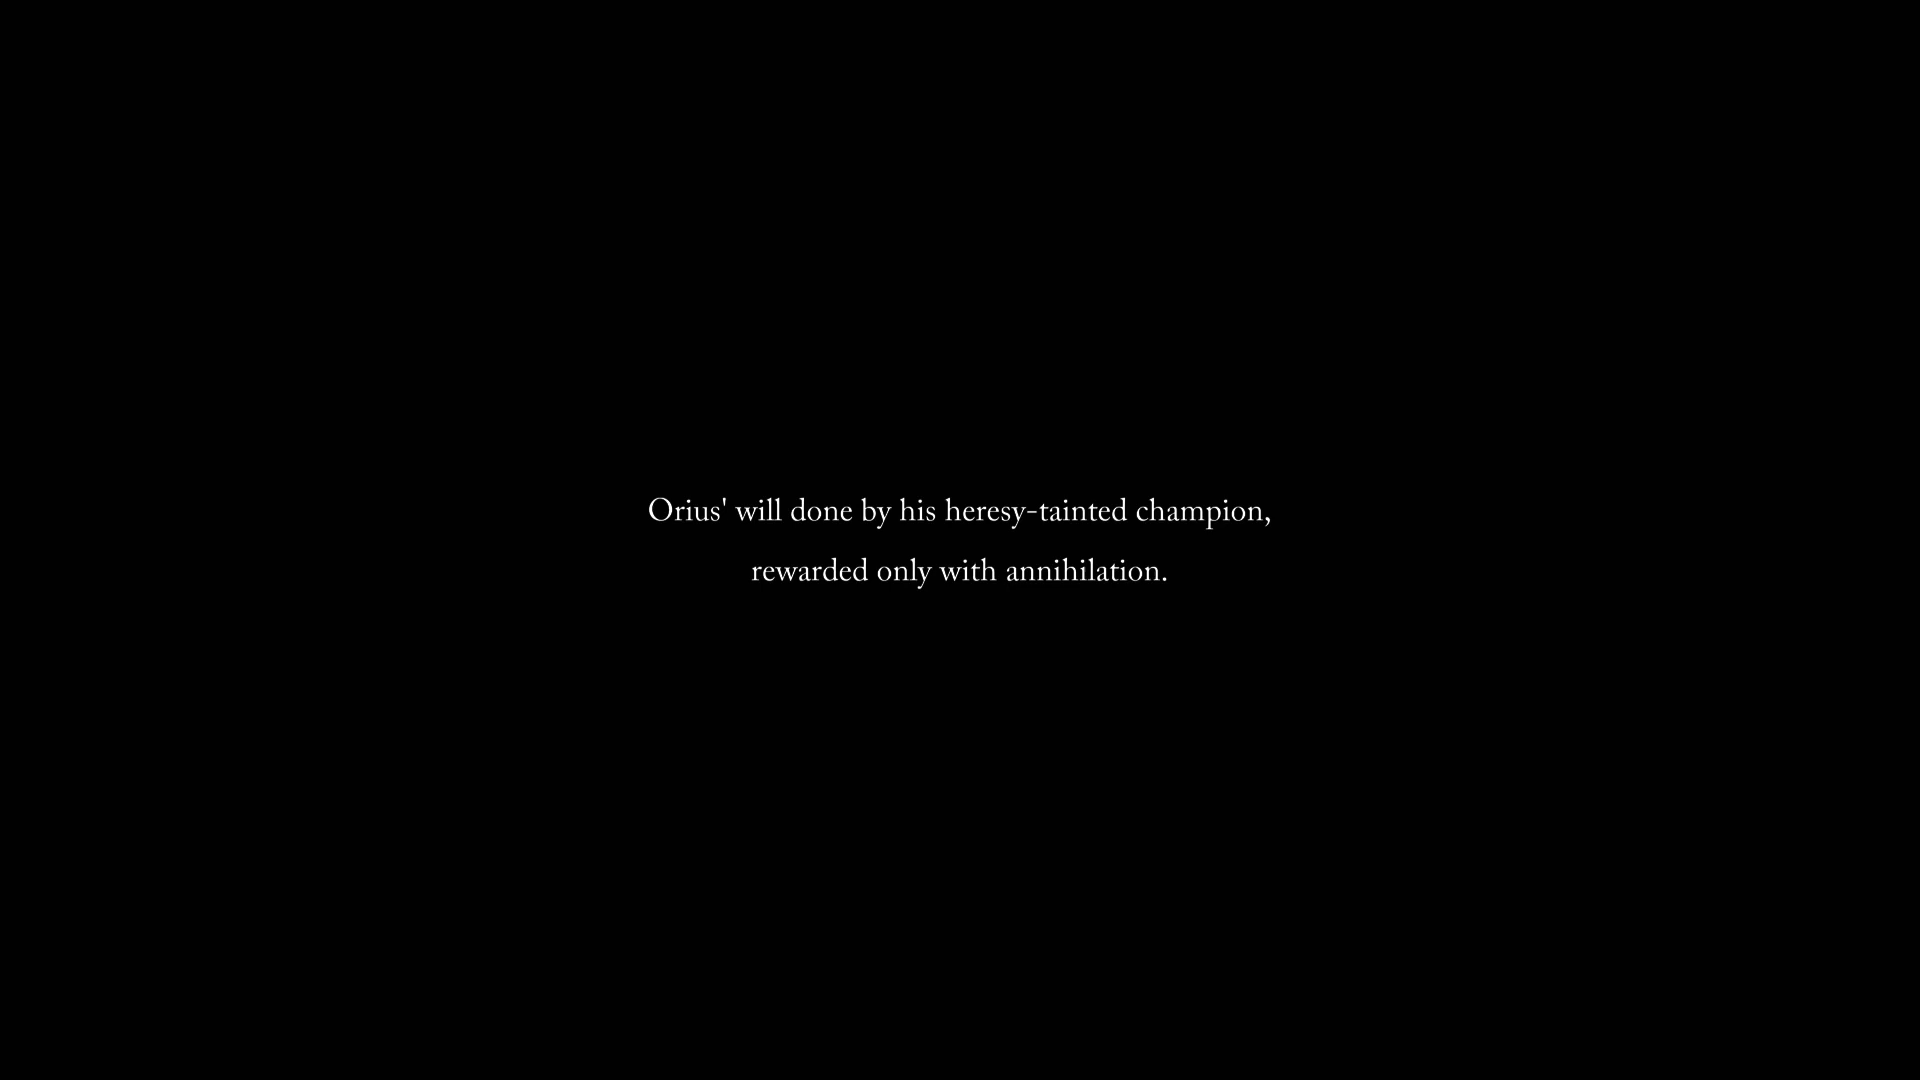 Orius' will done by his heresy-tainted champion,
rewarded only with annihilation.